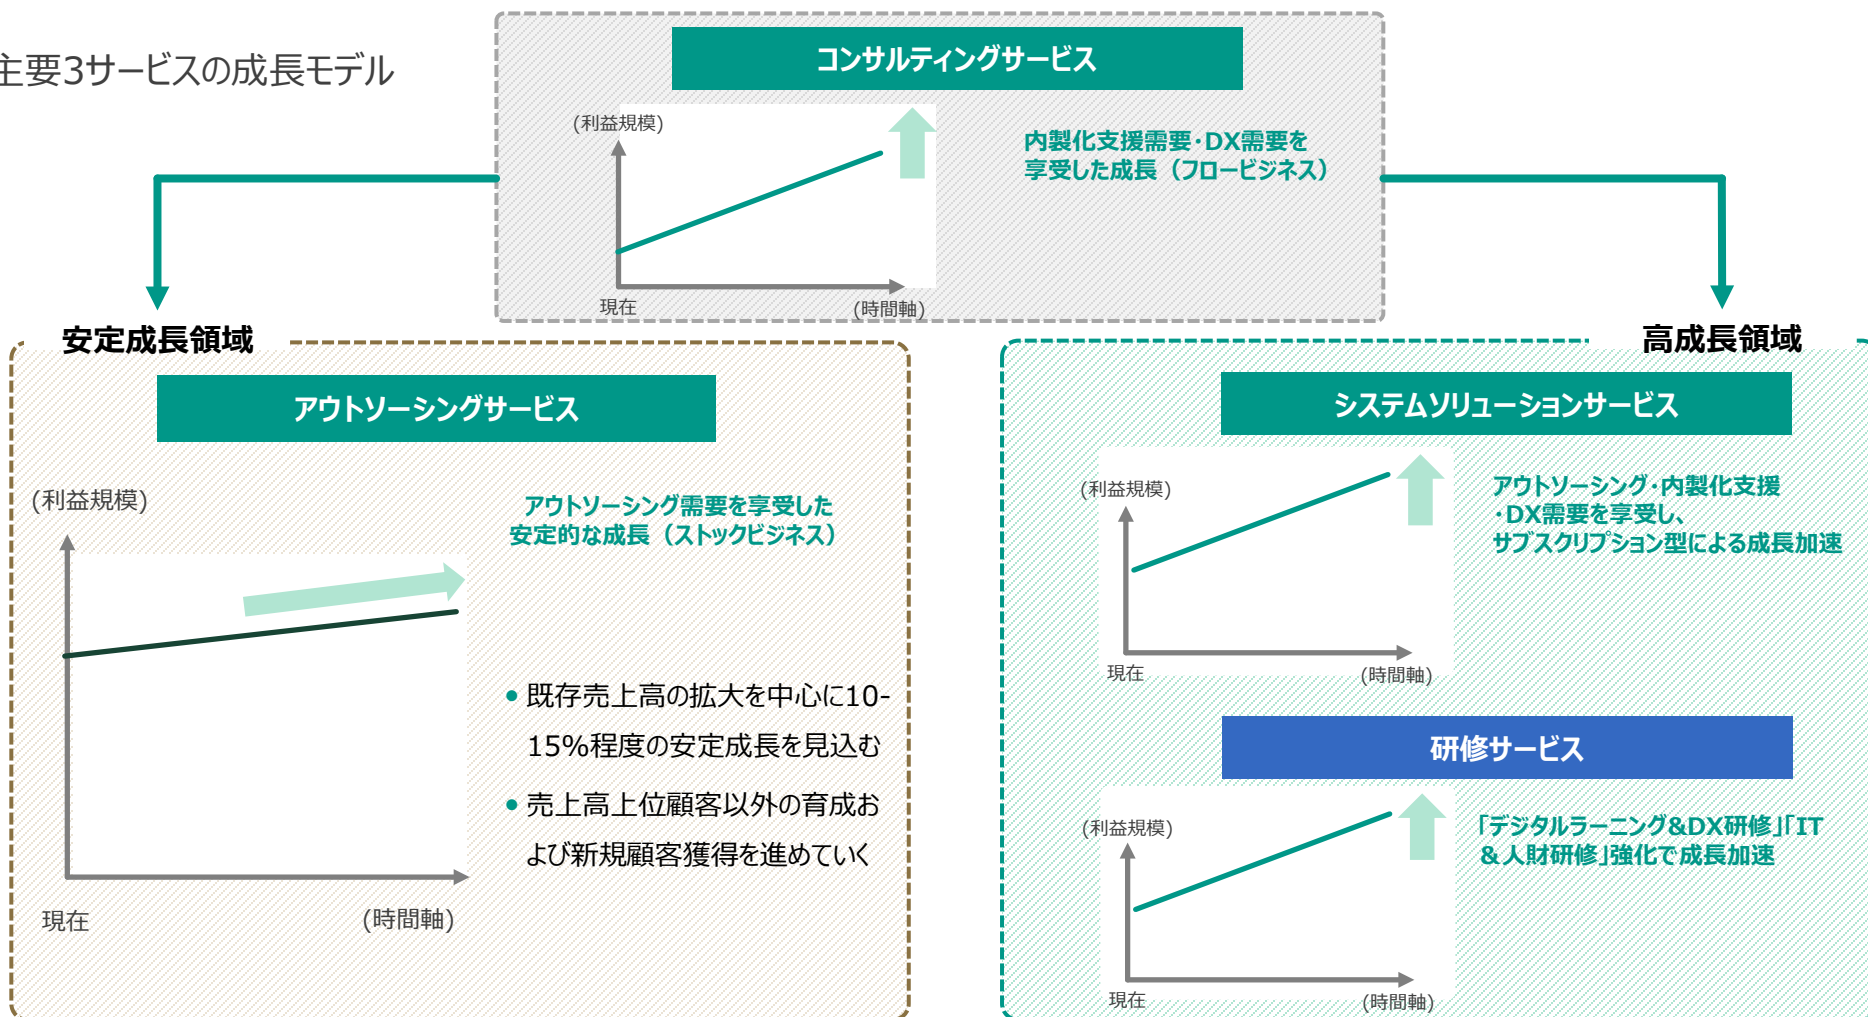 主要3サービスの成長モデル
コンサルティングサービス
(利益規模)
現在
(時間軸)
内製化支援需要・DX需要を
享受した成長（フロービジネス）
安定成長領域
アウトソーシングサービス
(利益規模)
現在
(時間軸)
アウトソーシング需要を享受した
安定的な成長（ストックビジネス）
• 既存売上高の拡大を中心に10-
15%程度の安定成長を見込む
• 売上高上位顧客以外の育成お
よび新規顧客獲得を進めていく
高成長領域
システムソリューションサービス
(利益規模)
現在
(時間軸)
アウトソーシング・内製化支援
・DX需要を享受し、
サブスクリプション型による成長加速
研修サービス
(利益規模)
現在
(時間軸)
「デジタルラーニング&DX研修」「IT
&人財研修」強化で成長加速